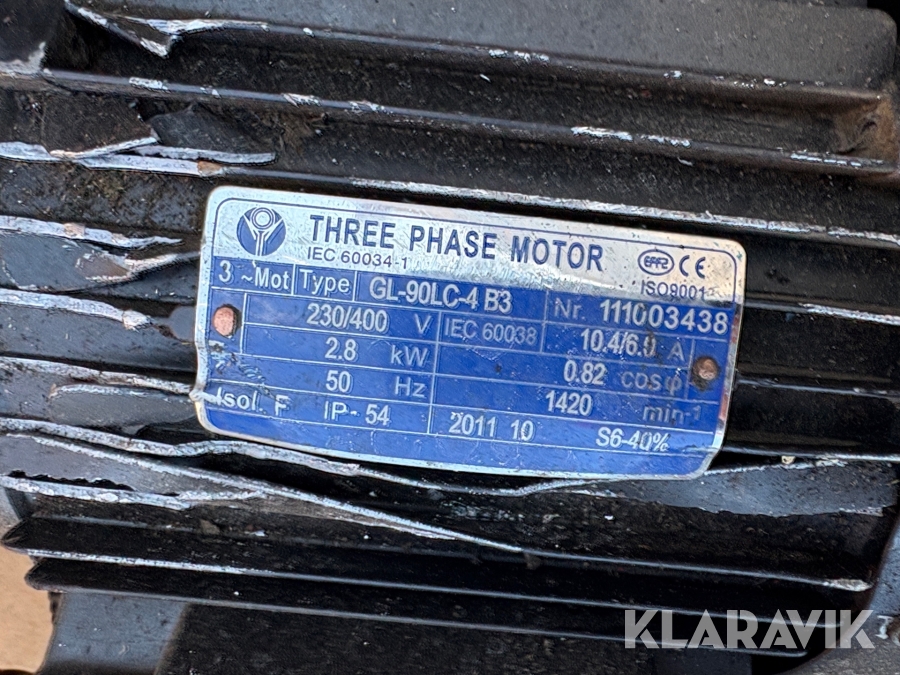 THREE PHASE MOTOR
IEC 60034-1
EFF2 CE
ISO9001
3 ~Mot Type GL-90LC-4 B3 Nr. 111003438
230/400 V IEC 60038 10.4/6.0 A
2.8 kW 0.82 cosφ
50 Hz 1420 min-1
Isol. F IP-54 2011 10 S6-40%
KLARAVIK